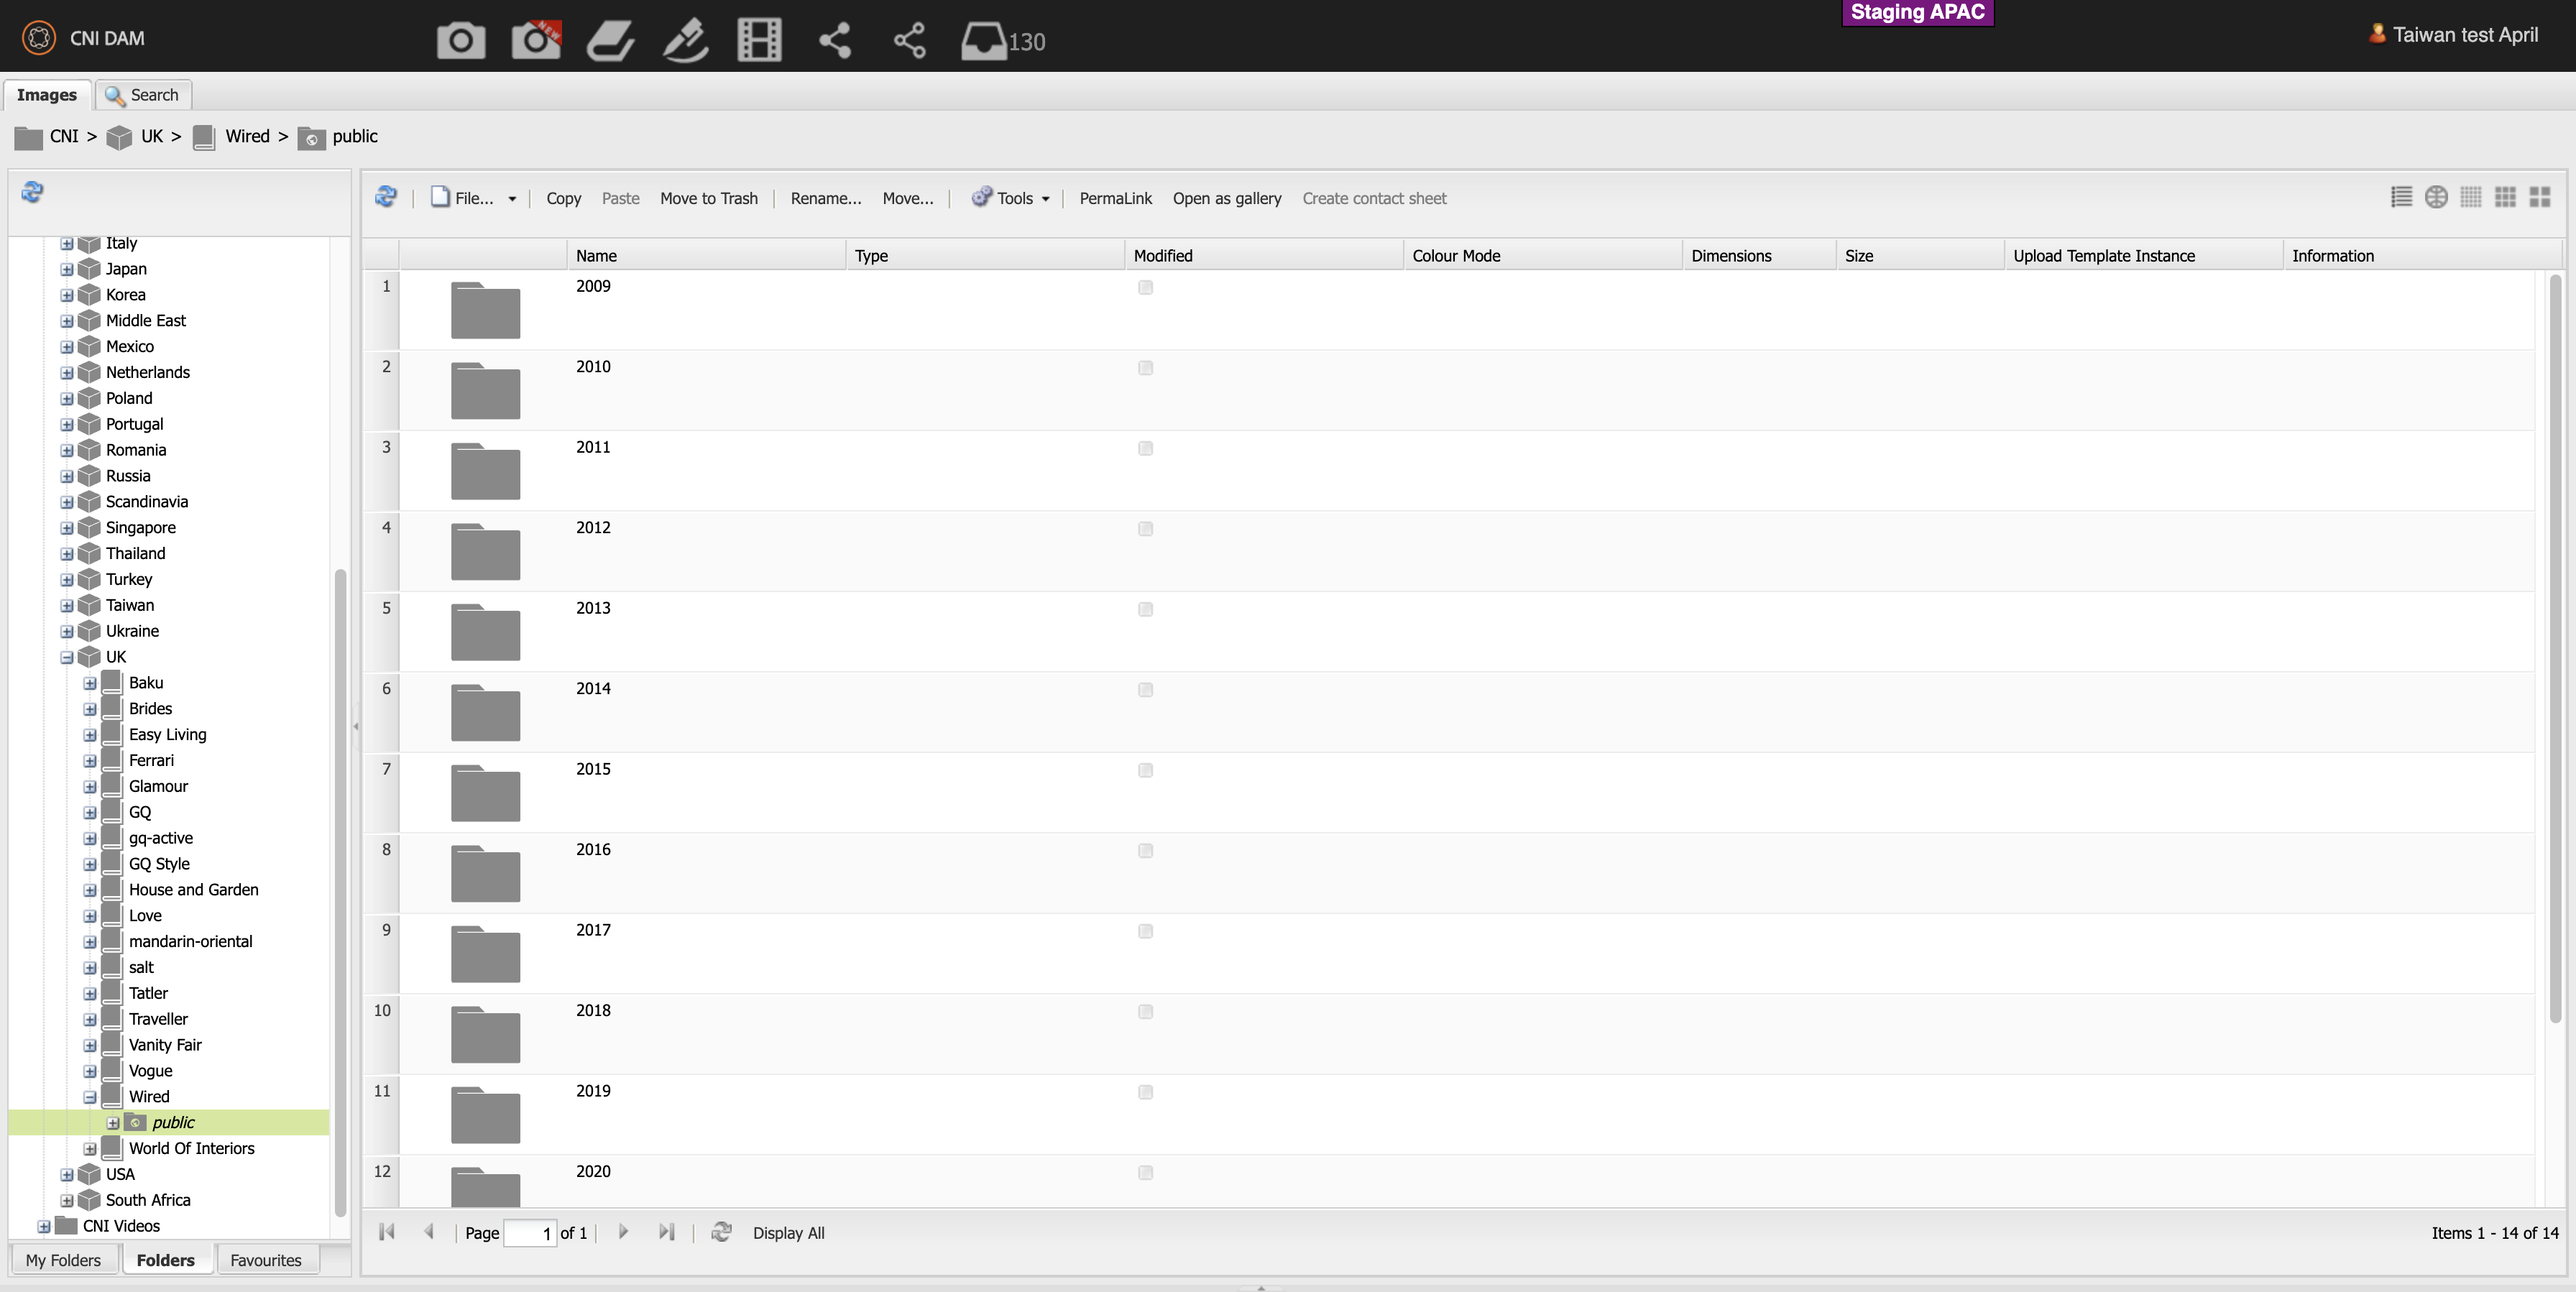 Staging APAC
CNI DAM
NEW
130
Taiwan test April
Images
Search
CNI > UK > Wired > public
File...
Copy
Paste
Move to Trash
Rename...
Move...
Tools
PermaLink
Open as gallery
Create contact sheet
Italy
Japan
Korea
Middle East
Mexico
Netherlands
Poland
Portugal
Romania
Russia
Scandinavia
Singapore
Thailand
Turkey
Taiwan
Ukraine
UK
Baku
Brides
Easy Living
Ferrari
Glamour
GQ
gq-active
GQ Style
House and Garden
Love
mandarin-oriental
salt
Tatler
Traveller
Vanity Fair
Vogue
Wired
public
World Of Interiors
USA
South Africa
CNI Videos
My Folders
Folders
Favourites
Name
Type
Modified
Colour Mode
Dimensions
Size
Upload Template Instance
Information
1 2009
2 2010
3 2011
4 2012
5 2013
6 2014
7 2015
8 2016
9 2017
10 2018
11 2019
12 2020
Page 1 of 1
Display All
Items 1 - 14 of 14